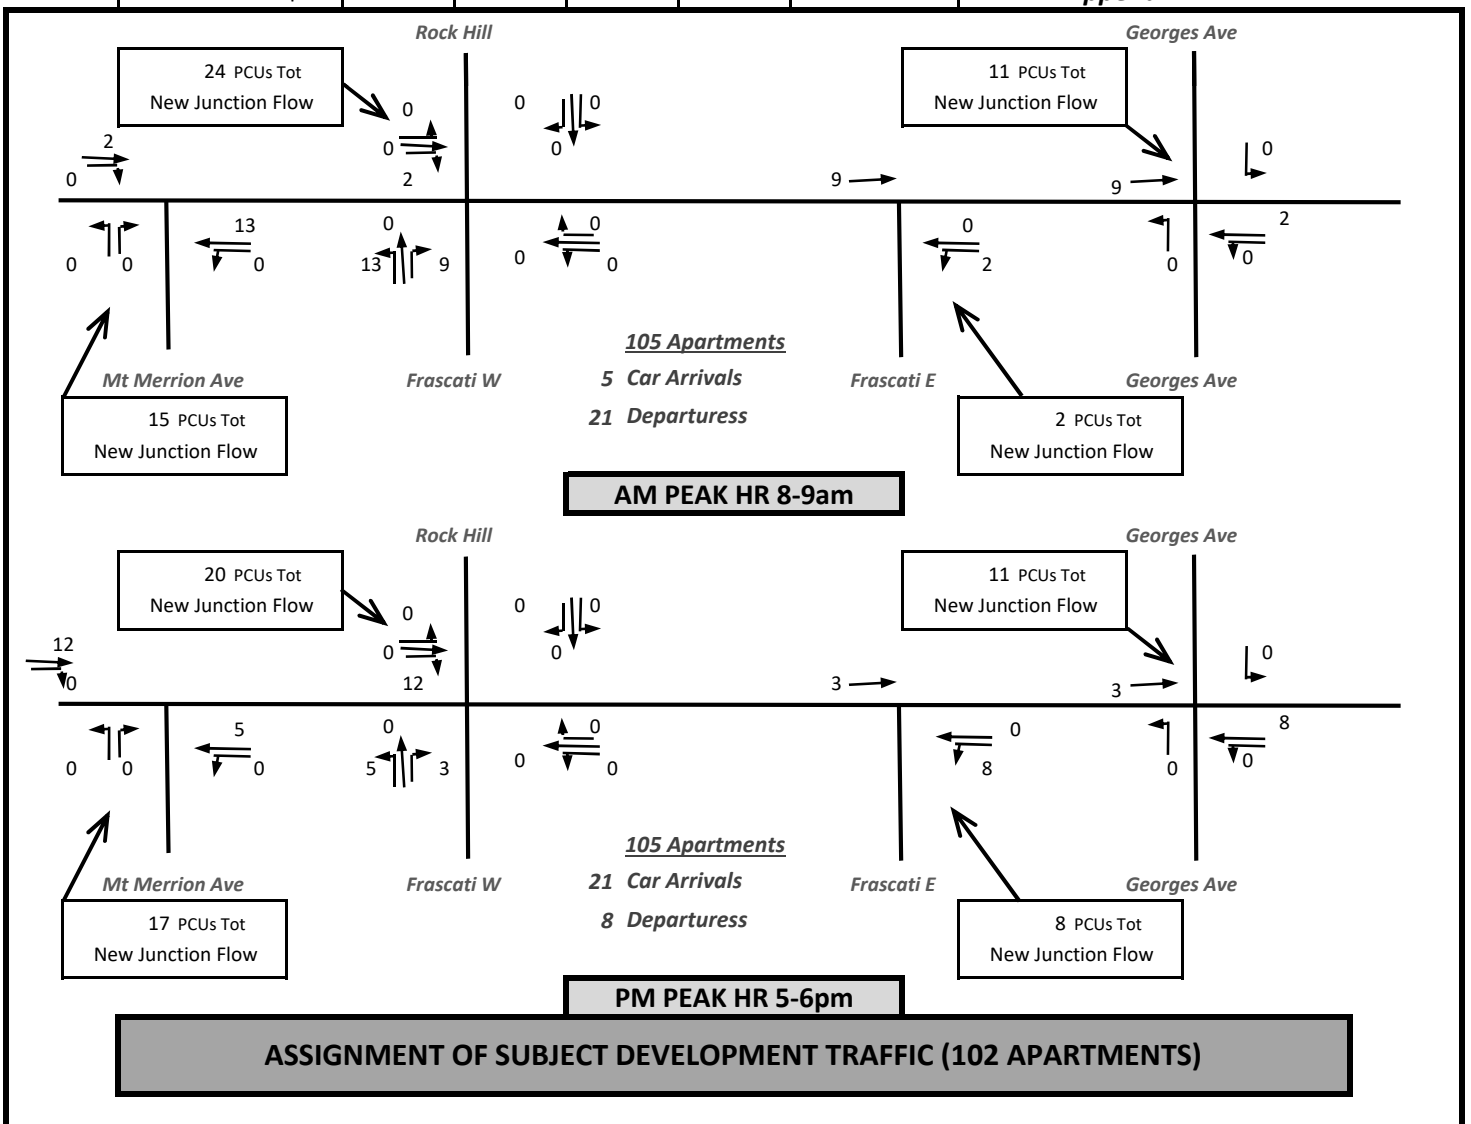 Rock Hill
Georges Ave
24 PCUs Tot
New Junction Flow
11 PCUs Tot
New Junction Flow
0
0
0
0
0
2
0
0
2
0
9
9
0
13
0
0
0
0
13
9
0
0
0
0
2
0
2
0
105 Apartments
5 Car Arrivals
21 Departuress
Mt Merrion Ave
Frascati W
Frascati E
Georges Ave
15 PCUs Tot
New Junction Flow
2 PCUs Tot
New Junction Flow
AM PEAK HR 8-9am
Rock Hill
Georges Ave
20 PCUs Tot
New Junction Flow
11 PCUs Tot
New Junction Flow
0
0
0
12
0
0
0
0
12
3
3
0
5
0
0
0
0
5
3
0
0
0
0
8
0
8
0
105 Apartments
21 Car Arrivals
8 Departuress
Mt Merrion Ave
Frascati W
Frascati E
Georges Ave
17 PCUs Tot
New Junction Flow
8 PCUs Tot
New Junction Flow
PM PEAK HR 5-6pm
ASSIGNMENT OF SUBJECT DEVELOPMENT TRAFFIC (102 APARTMENTS)